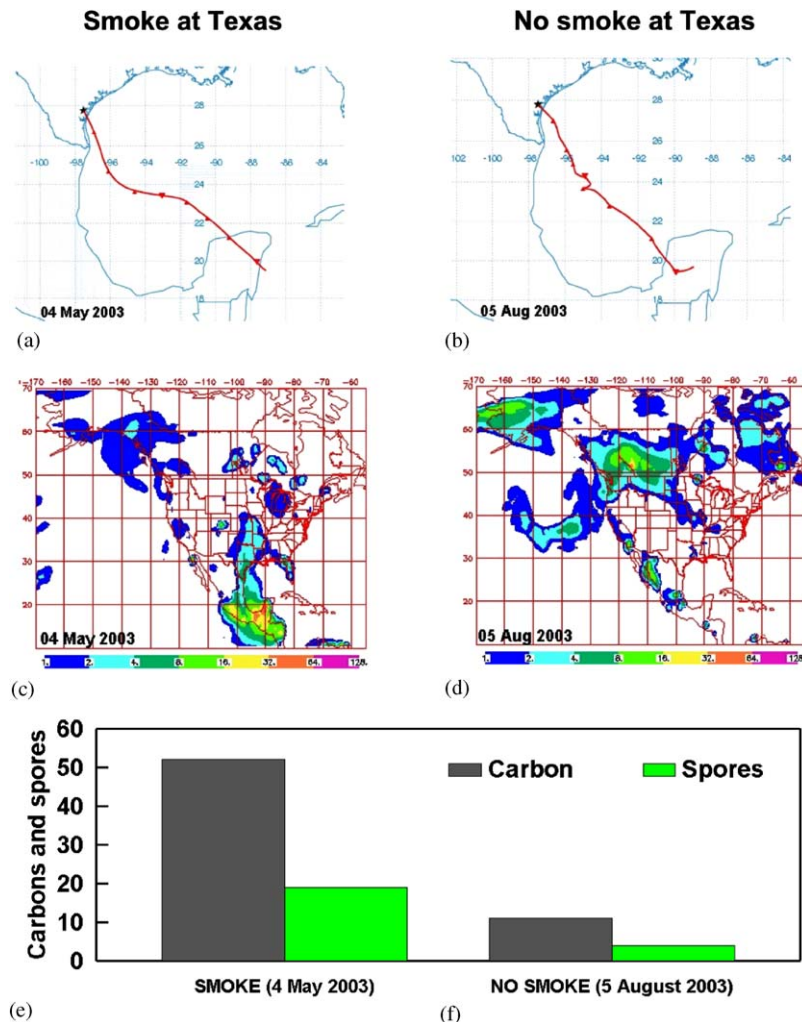 Smoke at Texas
No smoke at Texas
28
26
24
22
20
18
-100 -98 -96 -94 -92 -90 -88 -86 -84
04 May 2003
(a)
28
26
24
22
20
18
102 -100 -98 -96 -94 -92 -90 -88 -86 -84
05 Aug 2003
(b)
-170 -160 -150 -140 -130 -120 -110 -100 -90 -80 -70 -60
70
60
50
40
30
20
04 May 2003
1. 2. 4. 8. 16. 32. 64. 128.
(c)
-170 -160 -150 -140 -130 -120 -110 -100 -90 -80 -70 -60
70
60
50
40
30
20
05 Aug 2003
1. 2. 4. 8. 16. 32. 64. 128
(d)
Carbons and spores
60
50
40
30
20
10
0
Carbon
Spores
SMOKE (4 May 2003)
NO SMOKE (5 August 2003)
(e)
(f)